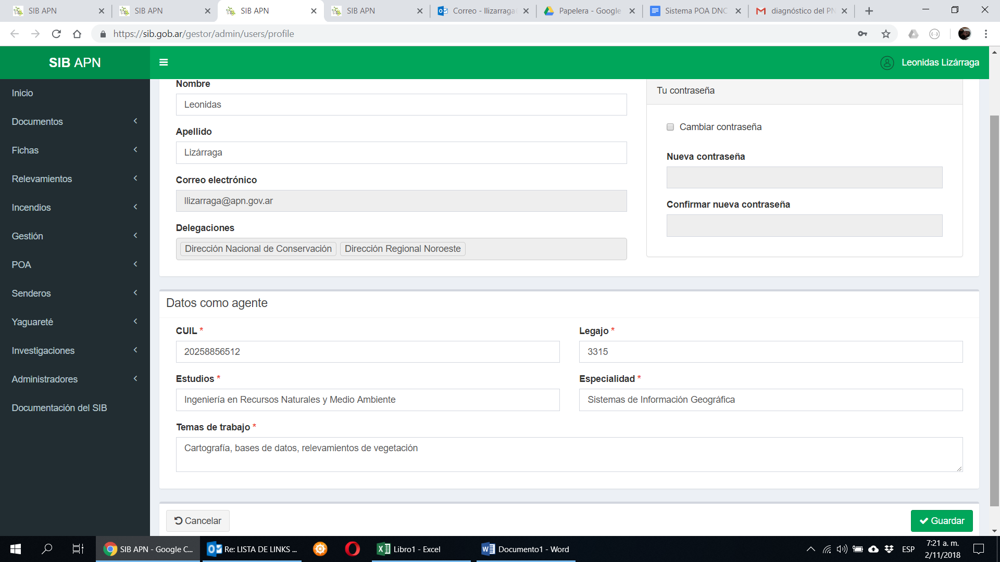 SIB APN
SIB APN
SIB APN
SIB APN
Correo - llizarraga
Papelera - Google
Sistema POA DNC
diagnóstico del PN
https://sib.gob.ar/gestor/admin/users/profile
SIB APN
Leonidas Lizárraga
Inicio
Documentos
Fichas
Relevamientos
Incendios
Gestión
POA
Senderos
Yaguareté
Investigaciones
Administradores
Documentación del SIB
Nombre
Leonidas
Apellido
Lizárraga
Correo electrónico
llizarraga@apn.gov.ar
Delegaciones
Dirección Nacional de Conservación Dirección Regional Noroeste
Tu contraseña
Cambiar contraseña
Nueva contraseña
Confirmar nueva contraseña
Datos como agente
CUIL *
20258856512
Legajo *
3315
Estudios *
Ingeniería en Recursos Naturales y Medio Ambiente
Especialidad *
Sistemas de Información Geográfica
Temas de trabajo *
Cartografía, bases de datos, relevamientos de vegetación
Cancelar
Guardar
SIB APN - Google C...
Re: LISTA DE LINKS ...
Libro1 - Excel
Documento1 - Word
ESP
7:21 a. m.
2/11/2018